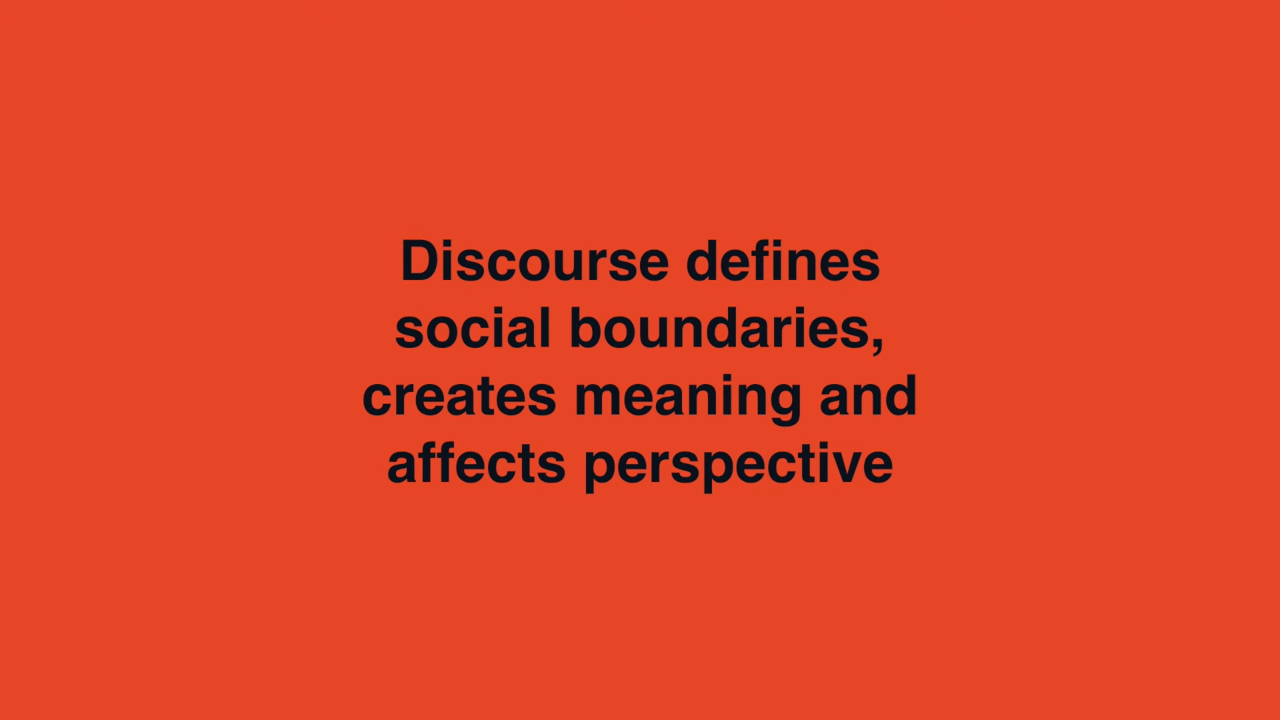 Discourse defines
social boundaries,
creates meaning and
affects perspective